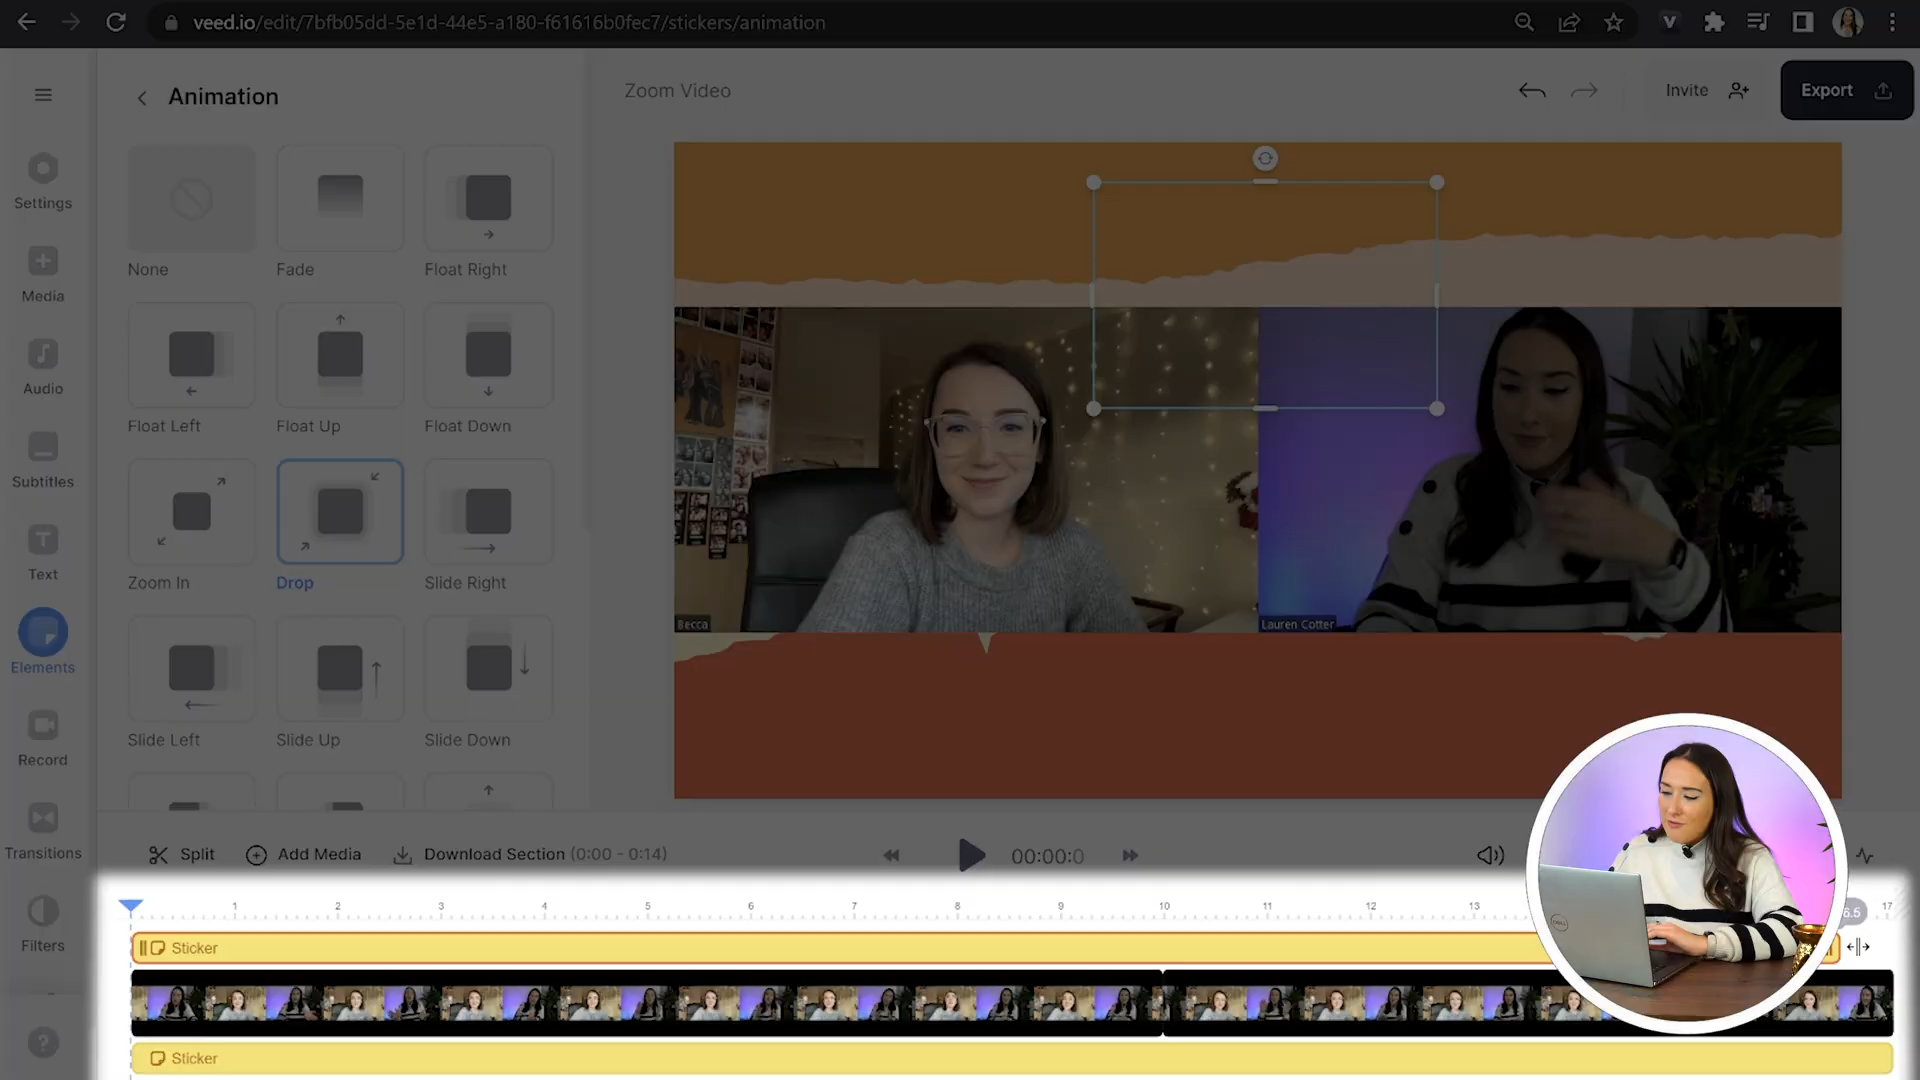 veed.io/edit/7bfb05dd-5e1d-44e5-a180-f61616b0fec7/stickers/animation
Animation
Zoom Video
Invite
Export
Settings
Media
Audio
Subtitles
Text
Elements
Record
Transitions
Filters
None
Fade
Float Right
Float Left
Float Up
Float Down
Zoom In
Drop
Slide Right
Slide Left
Slide Up
Slide Down
Becca
Lauren Cotter
Split
Add Media
Download Section (0:00 - 0:14)
00:00:0
1 2 3 4 5 6 7 8 9 10 11 12 13 17
6.5
Sticker
Sticker